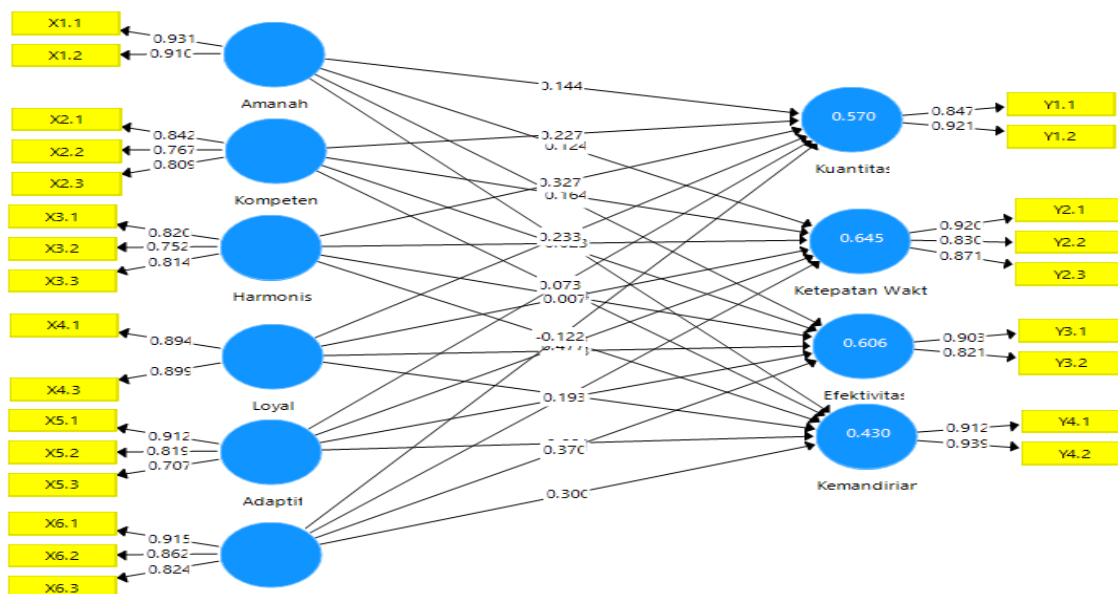 X1.1
0.931
X1.2
0.910
Amanah
X2.1
0.842
X2.2
0.767
X2.3
0.809
Kompeten
X3.1
0.820
X3.2
0.752
X3.3
0.814
Harmonis
X4.1
0.894
X4.3
0.899
Loyal
X5.1
0.912
X5.2
0.819
X5.3
0.707
Adaptif
X6.1
0.915
X6.2
0.862
X6.3
0.824
0.144
0.227
0.124
0.327
0.164
0.233
0.073
0.007
-0.122
0.193
0.370
0.300
0.570
Kuantitas
0.847
Y1.1
0.921
Y1.2
0.645
Ketepatan Wakt
0.920
Y2.1
0.830
Y2.2
0.871
Y2.3
0.606
Efektivitas
0.903
Y3.1
0.821
Y3.2
0.430
Kemandirian
0.912
Y4.1
0.939
Y4.2